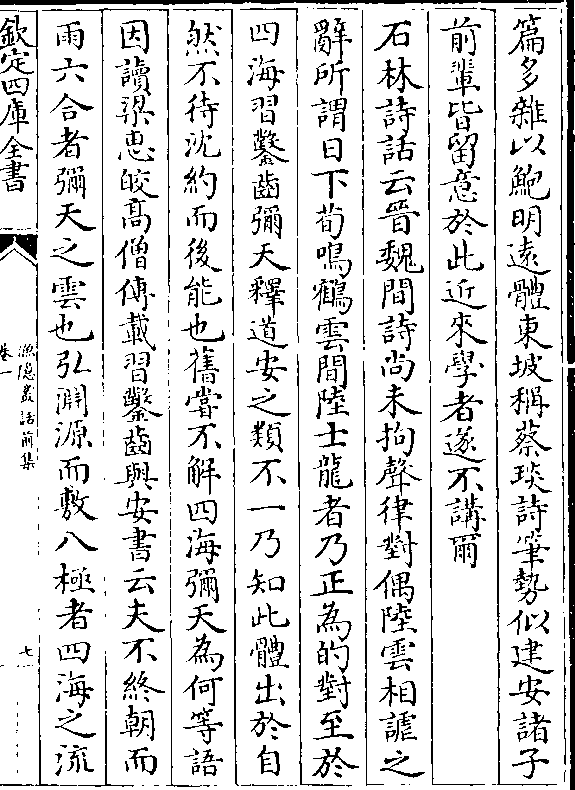 篇多雜以鮑明遠體東坡稱蔡琰詩筆勢似建安諸子
前輩皆留意於此近來學者遂不講爾
石林詩話云晉魏間詩尚未拘聲律對偶陸雲相謔之
辭所謂日下荀鳴鶴雲間陸士龍者乃正為的對至於
四海習鑿齒彌天釋道安之類不一乃知此體出於自
然不待沈約而後能也舊嘗不解四海彌天為何等語
因讀梁惠皎高僧傳載習鑿齒與安書云夫不終朝而
雨六合者彌天之雲也弘淵源而敷八極者四海之流
欽定四庫全書
漁隱叢話前集
卷一
七